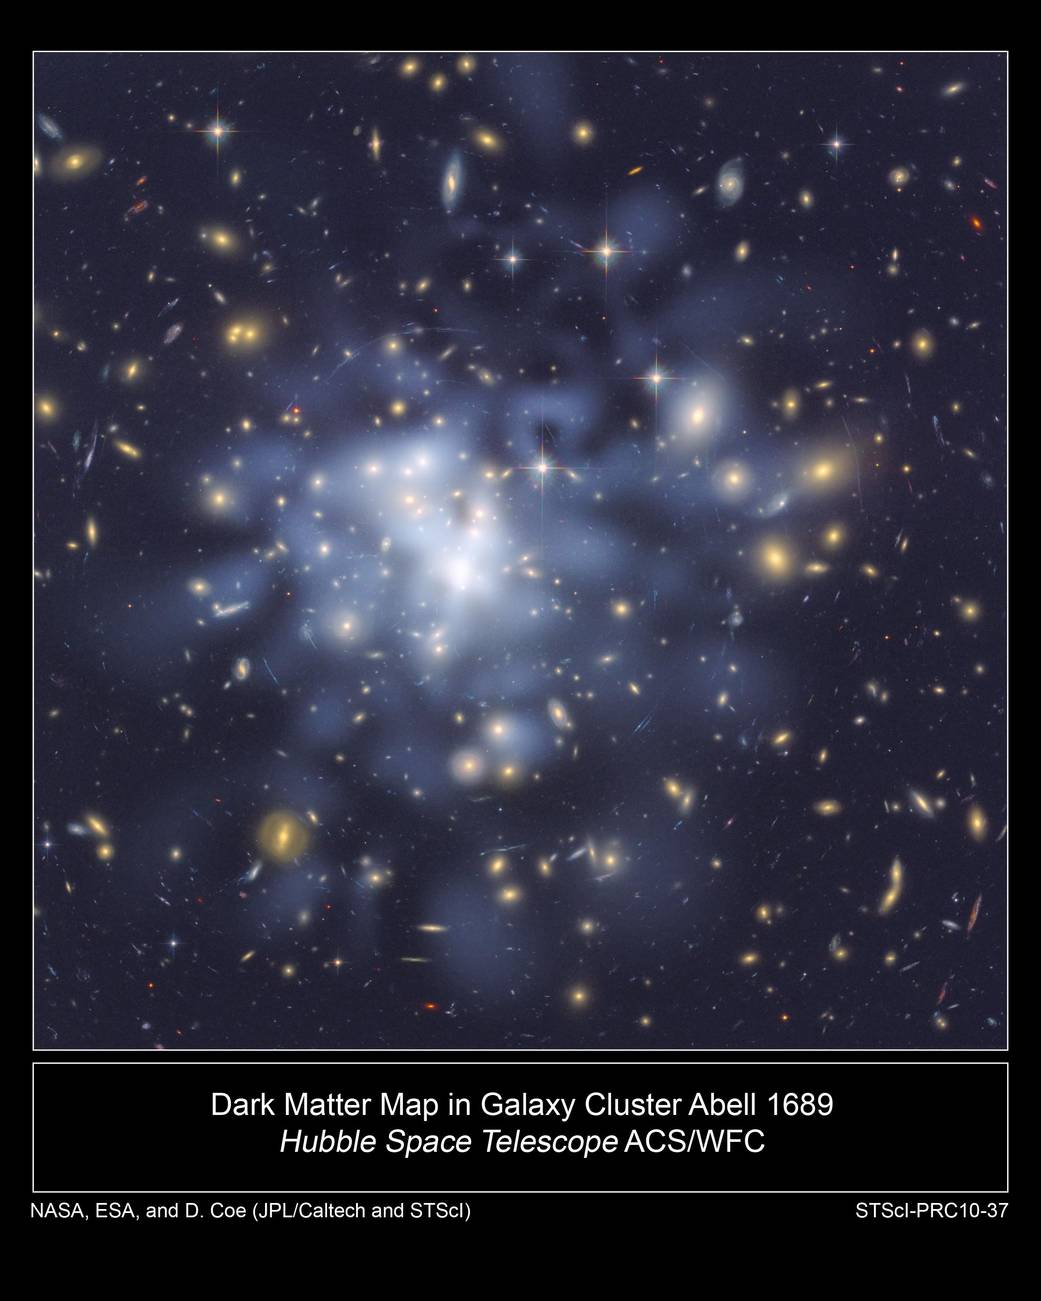 Dark Matter Map in Galaxy Cluster Abell 1689
Hubble Space Telescope ACS/WFC
NASA, ESA, and D. Coe (JPL/Caltech and STScI)
STScI-PRC10-37